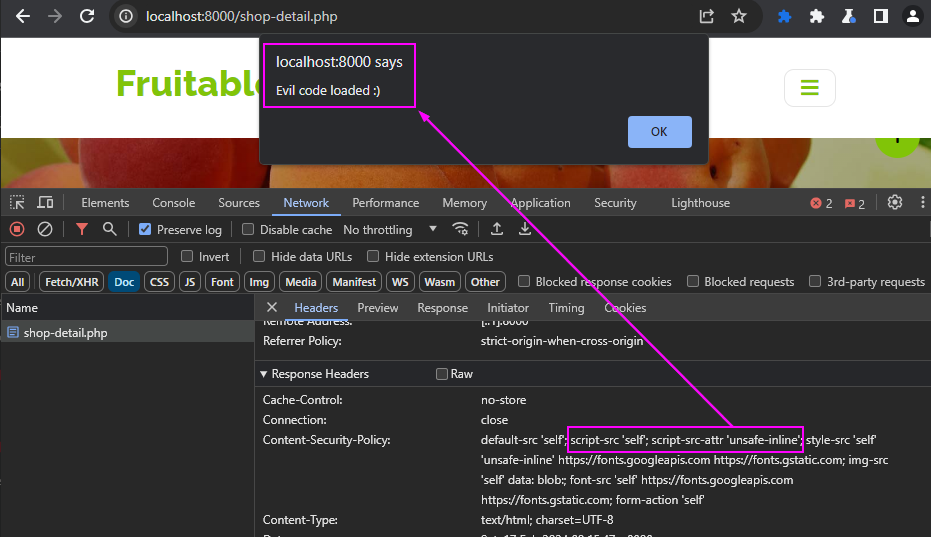 localhost:8000/shop-detail.php
localhost:8000 says
Evil code loaded :)
OK
Fruitable
Elements Console Sources Network Performance Memory Application Security Lighthouse 2 2
Preserve log Disable cache No throttling
Filter Invert Hide data URLs Hide extension URLs
All Fetch/XHR Doc CSS JS Font Img Media Manifest WS Wasm Other Blocked response cookies Blocked requests 3rd-party requests
Name Headers Preview Response Initiator Timing Cookies
shop-detail.php
Remote Address: [::1]:8000
Referrer Policy: strict-origin-when-cross-origin
Response Headers Raw
Cache-Control: no-store
Connection: close
Content-Security-Policy: default-src 'self'; script-src 'self'; script-src-attr 'unsafe-inline'; style-src 'self'
'unsafe-inline' https://fonts.googleapis.com https://fonts.gstatic.com; img-src
'self' data: blob:; font-src 'self' https://fonts.googleapis.com
https://fonts.gstatic.com; form-action 'self'
Content-Type: text/html; charset=UTF-8